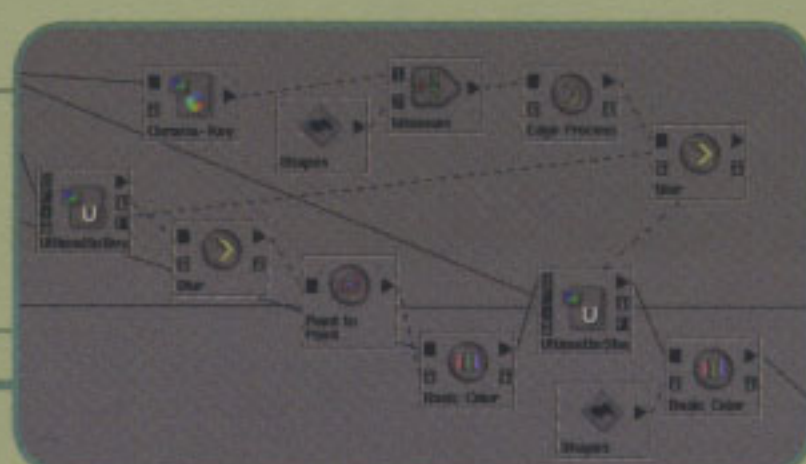 Chroma-Key
Shapes
Edge Process
Blur
Blur
Point to
Point
U
U
Basic Color
Basic Color
Shapes